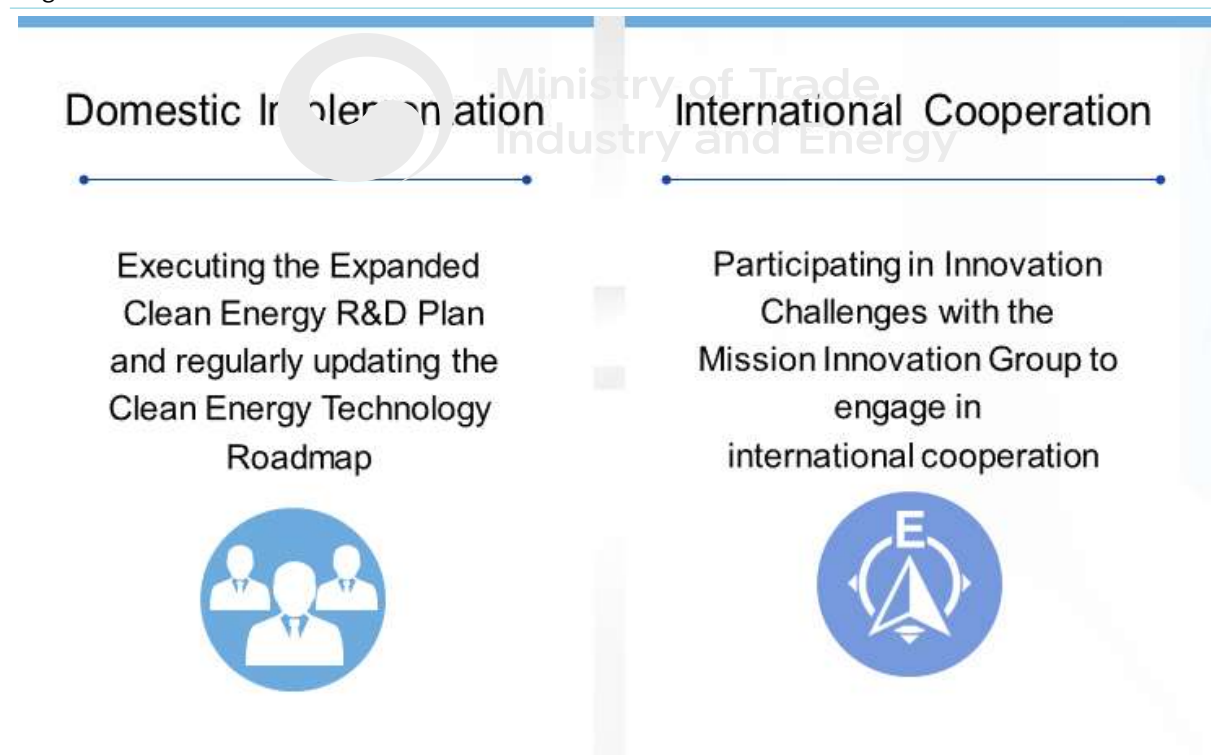 Ministry of Trade,
Industry and Energy
Domestic
International Cooperation
Executing the Expanded
Clean Energy R&D Plan
and regularly updating the
Clean Energy Technology
Roadmap
Participating in Innovation
Challenges with the
Mission Innovation Group to
engage in
international cooperation
E